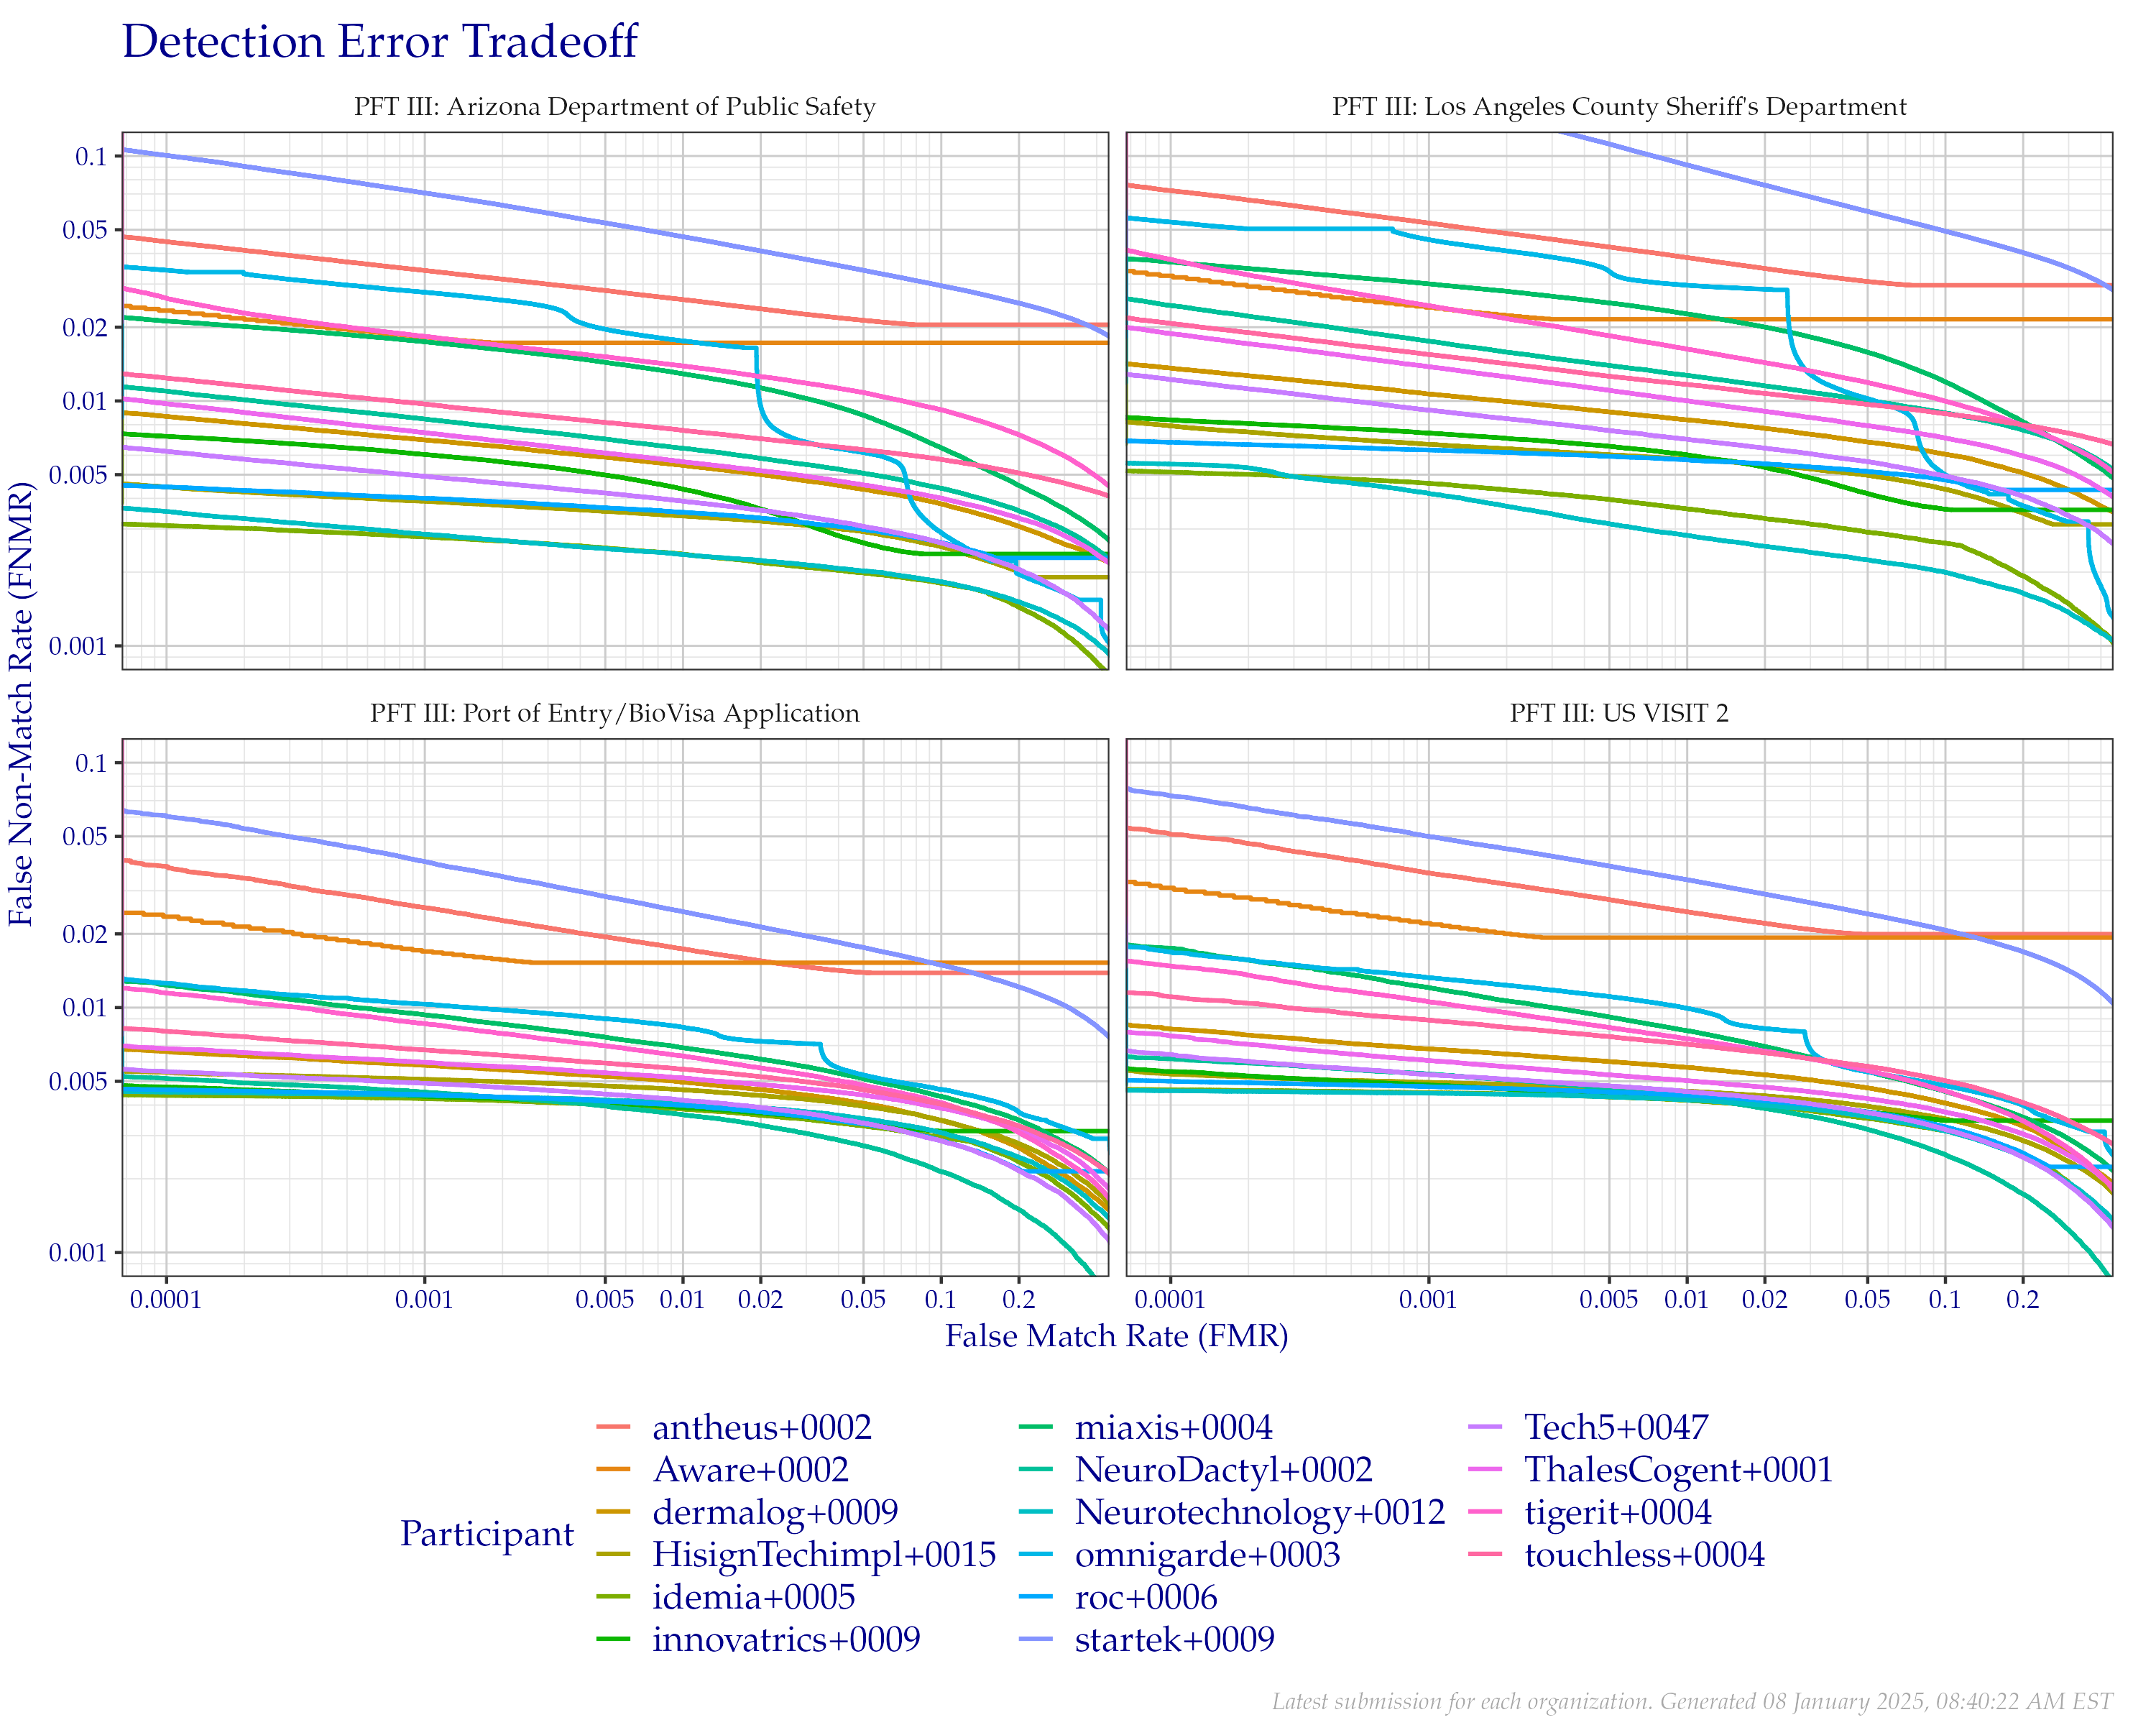 Detection Error Tradeoff
PFT III: Arizona Department of Public Safety
PFT III: Los Angeles County Sheriff's Department
0.1
0.05
0.02
0.01
0.005
0.001
PFT III: Port of Entry/BioVisa Application
PFT III: US VISIT 2
0.1
0.05
0.02
0.01
0.005
0.001
False Non-Match Rate (FNMR)
0.0001 0.001 0.005 0.01 0.02 0.05 0.1 0.2
0.0001 0.001 0.005 0.01 0.02 0.05 0.1 0.2
False Match Rate (FMR)
Participant
antheus+0002
Aware+0002
dermalog+0009
HisignTechimpl+0015
idemia+0005
innovatrics+0009
miaxis+0004
NeuroDactyl+0002
Neurotechnology+0012
omnigarde+0003
roc+0006
startek+0009
Tech5+0047
ThalesCogent+0001
tigerit+0004
touchless+0004
Latest submission for each organization. Generated 08 January 2025, 08:40:22 AM EST